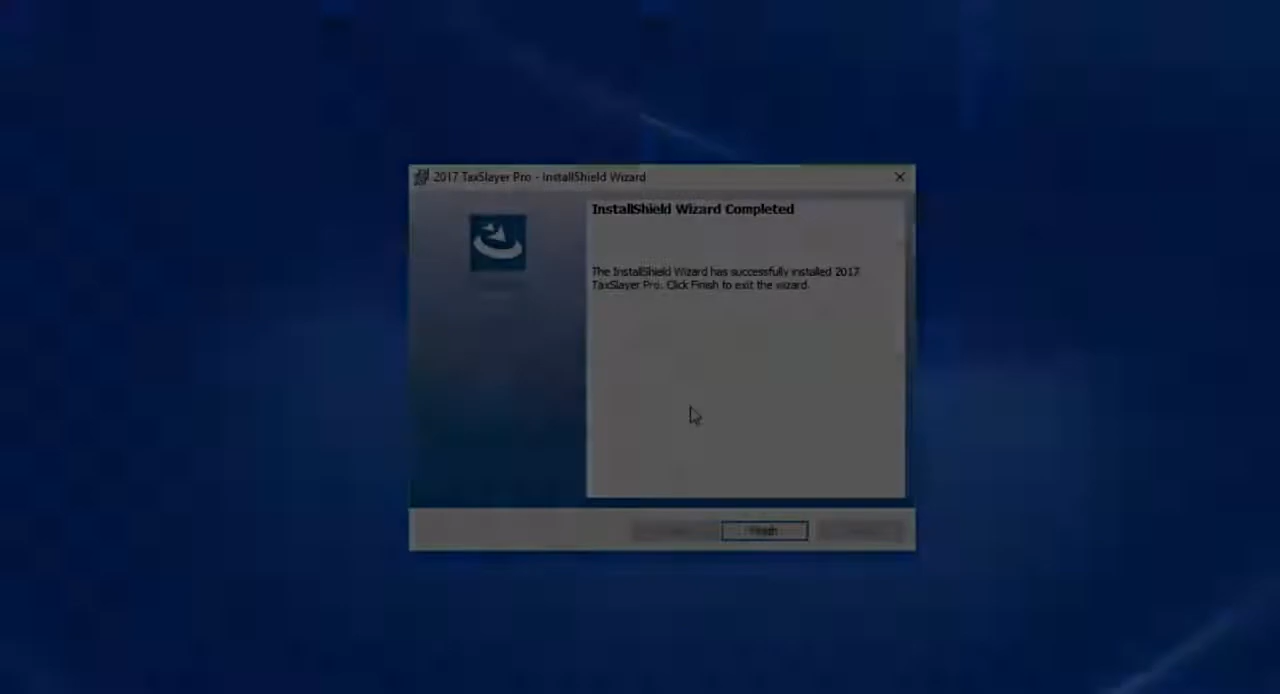 2017 TaxSlayer Pro - InstallShield Wizard
InstallShield Wizard Completed
The InstallShield Wizard has successfully installed 2017
TaxSlayer Pro. Click Finish to exit the wizard.
Finish